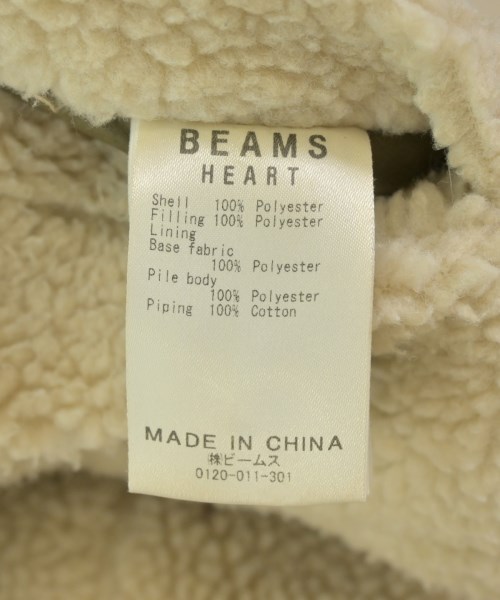 BEAMS
HEART
Shell 100% Polyester
Filling 100% Polyester
Lining
Base fabric
100% Polyester
Pile body
100% Polyester
Piping 100% Cotton
MADE IN CHINA
㈱ビームス
0120-011-301